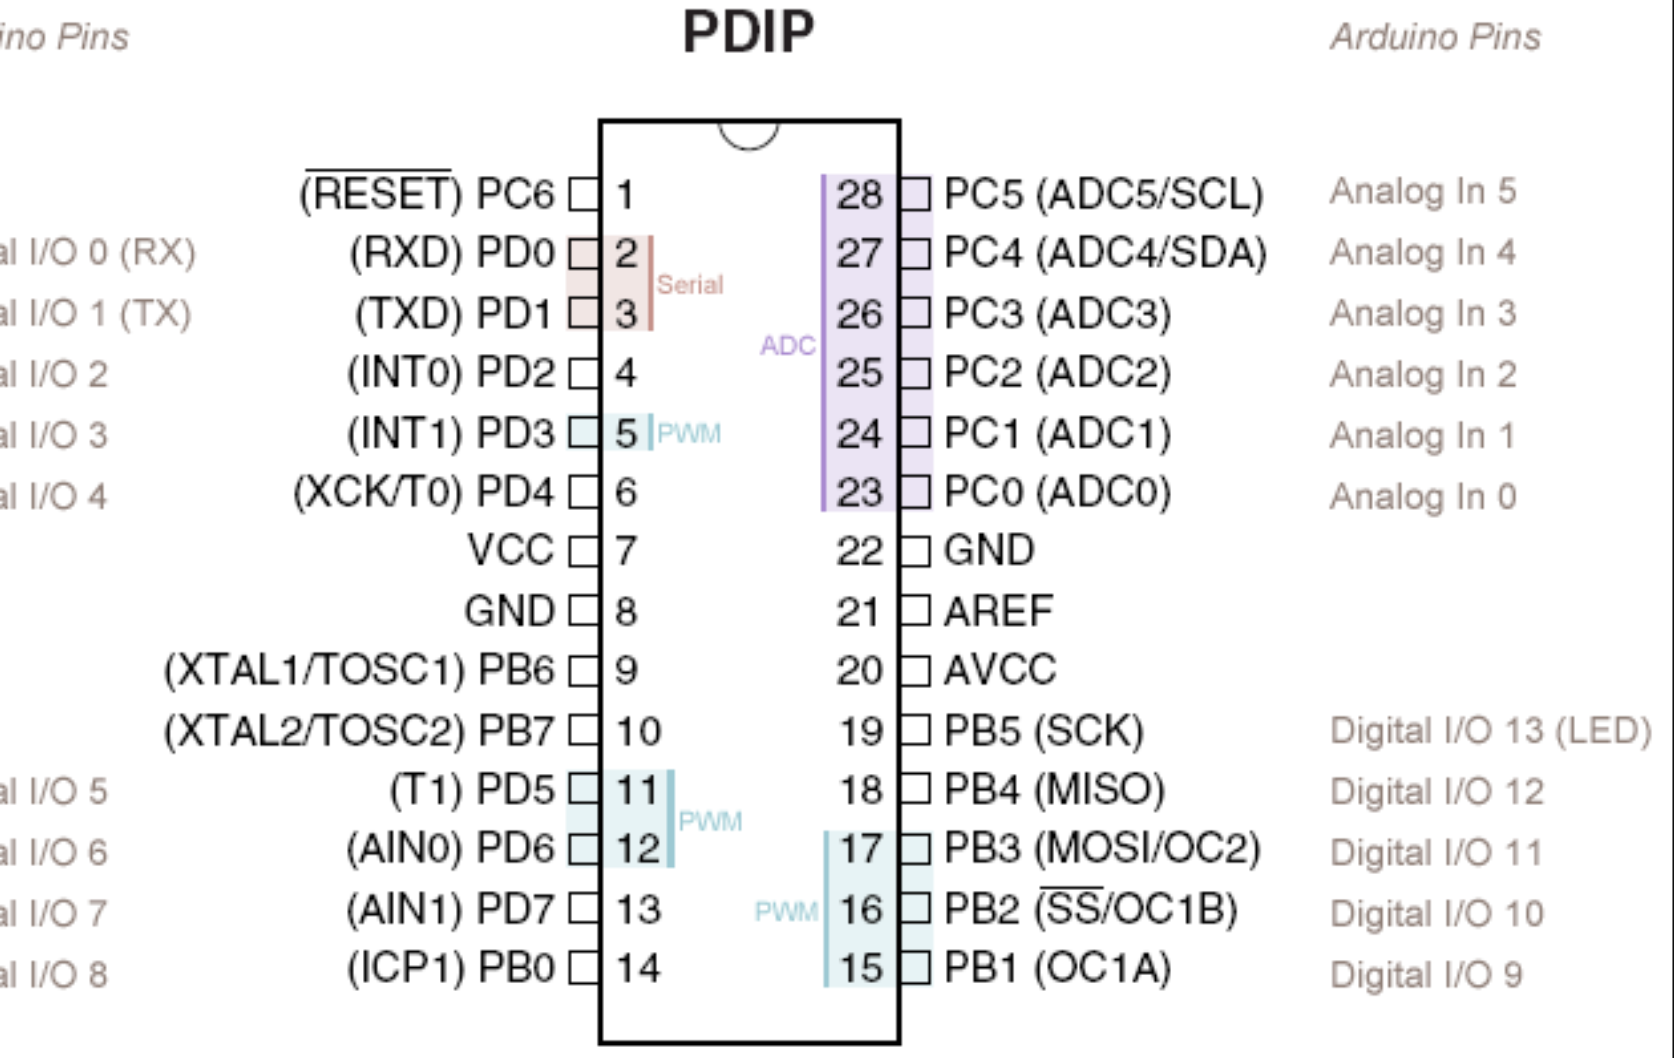 ino Pins PDIP Arduino Pins
(RESET) PC6 1 28 PC5 (ADC5/SCL) Analog In 5
al I/O 0 (RX) (RXD) PD0 2 27 PC4 (ADC4/SDA) Analog In 4
Serial
al I/O 1 (TX) (TXD) PD1 3 26 PC3 (ADC3) Analog In 3
ADC
al I/O 2 (INT0) PD2 4 25 PC2 (ADC2) Analog In 2
al I/O 3 (INT1) PD3 5 PWM 24 PC1 (ADC1) Analog In 1
al I/O 4 (XCK/T0) PD4 6 23 PC0 (ADC0) Analog In 0
VCC 7 22 GND
GND 8 21 AREF
(XTAL1/TOSC1) PB6 9 20 AVCC
(XTAL2/TOSC2) PB7 10 19 PB5 (SCK) Digital I/O 13 (LED)
al I/O 5 (T1) PD5 11 18 PB4 (MISO) Digital I/O 12
PWM
al I/O 6 (AIN0) PD6 12 17 PB3 (MOSI/OC2) Digital I/O 11
al I/O 7 (AIN1) PD7 13 PWM 16 PB2 (SS/OC1B) Digital I/O 10
al I/O 8 (ICP1) PB0 14 15 PB1 (OC1A) Digital I/O 9